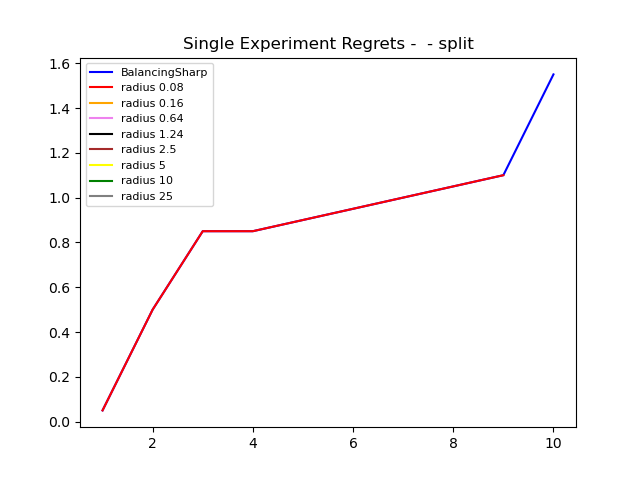 Single Experiment Regrets -  - split
BalancingSharp
radius 0.08
radius 0.16
radius 0.64
radius 1.24
radius 2.5
radius 5
radius 10
radius 25
1.6
1.4
1.2
1.0
0.8
0.6
0.4
0.2
0.0
2 4 6 8 10